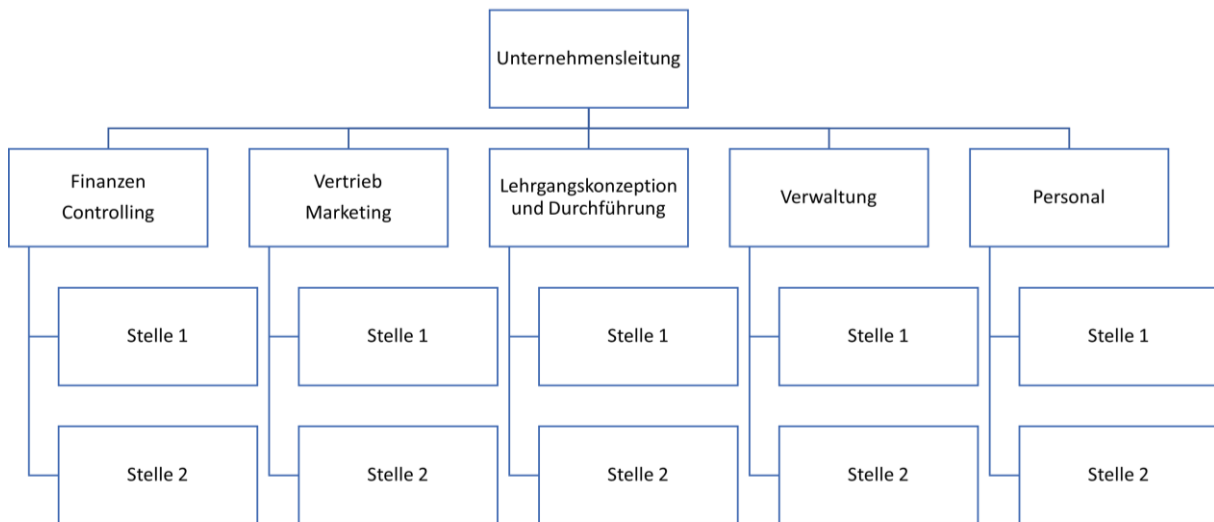 Unternehmensleitung
Finanzen
Controlling
Vertrieb
Marketing
Lehrgangskonzeption
und Durchführung
Verwaltung
Personal
Stelle 1
Stelle 1
Stelle 1
Stelle 1
Stelle 1
Stelle 2
Stelle 2
Stelle 2
Stelle 2
Stelle 2